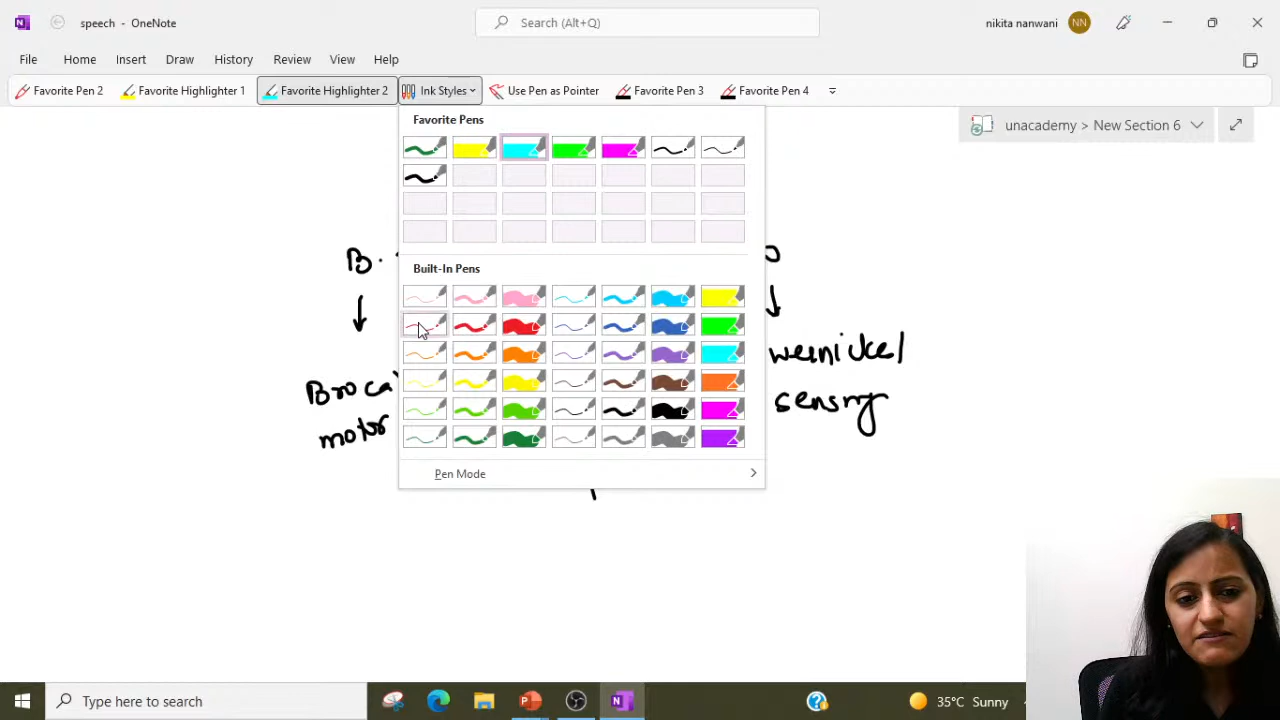 speech - OneNote
Search (Alt+Q)
nikita nanwani
NN
File Home Insert Draw History Review View Help
Favorite Pen 2 Favorite Highlighter 1 Favorite Highlighter 2 Ink Styles Use Pen as Pointer Favorite Pen 3 Favorite Pen 4
Favorite Pens
unacademy > New Section 6
B.
Built-In Pens
Broca
motor
wernickel
sensory
Pen Mode
Type here to search
35°C Sunny